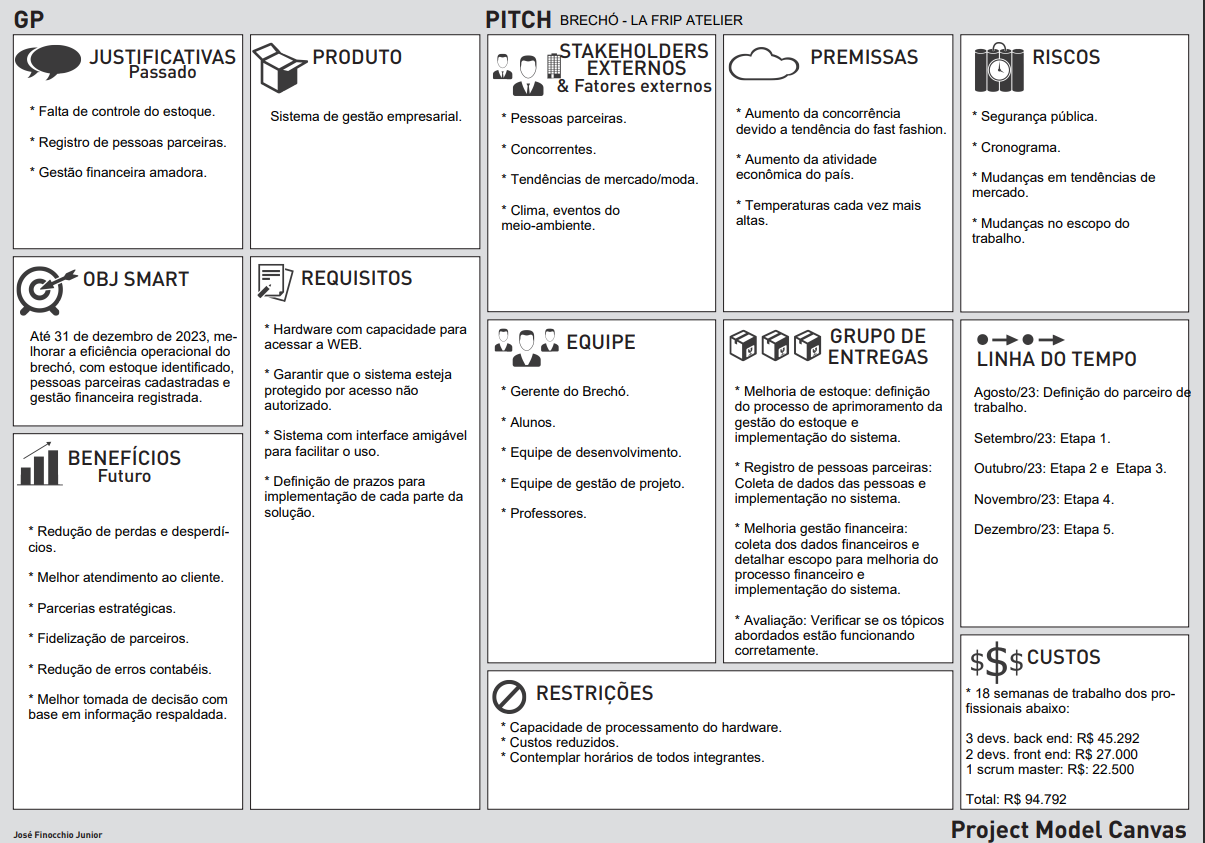 GP
PITCH BRECHÓ - LA FRIP ATELIER
JUSTIFICATIVAS
Passado
* Falta de controle do estoque.
* Registro de pessoas parceiras.
* Gestão financeira amadora.
PRODUTO
Sistema de gestão empresarial.
STAKEHOLDERS
EXTERNOS
& Fatores externos
* Pessoas parceiras.
* Concorrentes.
* Tendências de mercado/moda.
* Clima, eventos do
meio-ambiente.
PREMISSAS
* Aumento da concorrência
devido a tendência do fast fashion.
* Aumento da atividade
econômica do país.
* Temperaturas cada vez mais
altas.
RISCOS
* Segurança pública.
* Cronograma.
* Mudanças em tendências de
mercado.
* Mudanças no escopo do
trabalho.
OBJ SMART
Até 31 de dezembro de 2023, me-
lhorar a eficiência operacional do
brechó, com estoque identificado,
pessoas parceiras cadastradas e
gestão financeira registrada.
REQUISITOS
* Hardware com capacidade para
acessar a WEB.
* Garantir que o sistema esteja
protegido por acesso não
autorizado.
* Sistema com interface amigável
para facilitar o uso.
* Definição de prazos para
implementação de cada parte da
solução.
EQUIPE
* Gerente do Brechó.
* Alunos.
* Equipe de desenvolvimento.
* Equipe de gestão de projeto.
* Professores.
GRUPO DE
ENTREGAS
* Melhoria de estoque: definição
do processo de aprimoramento da
gestão do estoque e
implementação do sistema.
* Registro de pessoas parceiras:
Coleta de dados das pessoas e
implementação no sistema.
* Melhoria gestão financeira:
coleta dos dados financeiros e
detalhar escopo para melhoria do
processo financeiro e
implementação do sistema.
* Avaliação: Verificar se os tópicos
abordados estão funcionando
corretamente.
LINHA DO TEMPO
Agosto/23: Definição do parceiro de
trabalho.
Setembro/23: Etapa 1.
Outubro/23: Etapa 2 e Etapa 3.
Novembro/23: Etapa 4.
Dezembro/23: Etapa 5.
BENEFÍCIOS
Futuro
* Redução de perdas e desperdí-
cios.
* Melhor atendimento ao cliente.
* Parcerias estratégicas.
* Fidelização de parceiros.
* Redução de erros contabéis.
* Melhor tomada de decisão com
base em informação respaldada.
RESTRIÇÕES
* Capacidade de processamento do hardware.
* Custos reduzidos.
* Contemplar horários de todos integrantes.
$$$ CUSTOS
* 18 semanas de trabalho dos pro-
fissionais abaixo:
3 devs. back end: R$ 45.292
2 devs. front end: R$ 27.000
1 scrum master: R$: 22.500
Total: R$ 94.792
José Finocchio Junior
Project Model Canvas